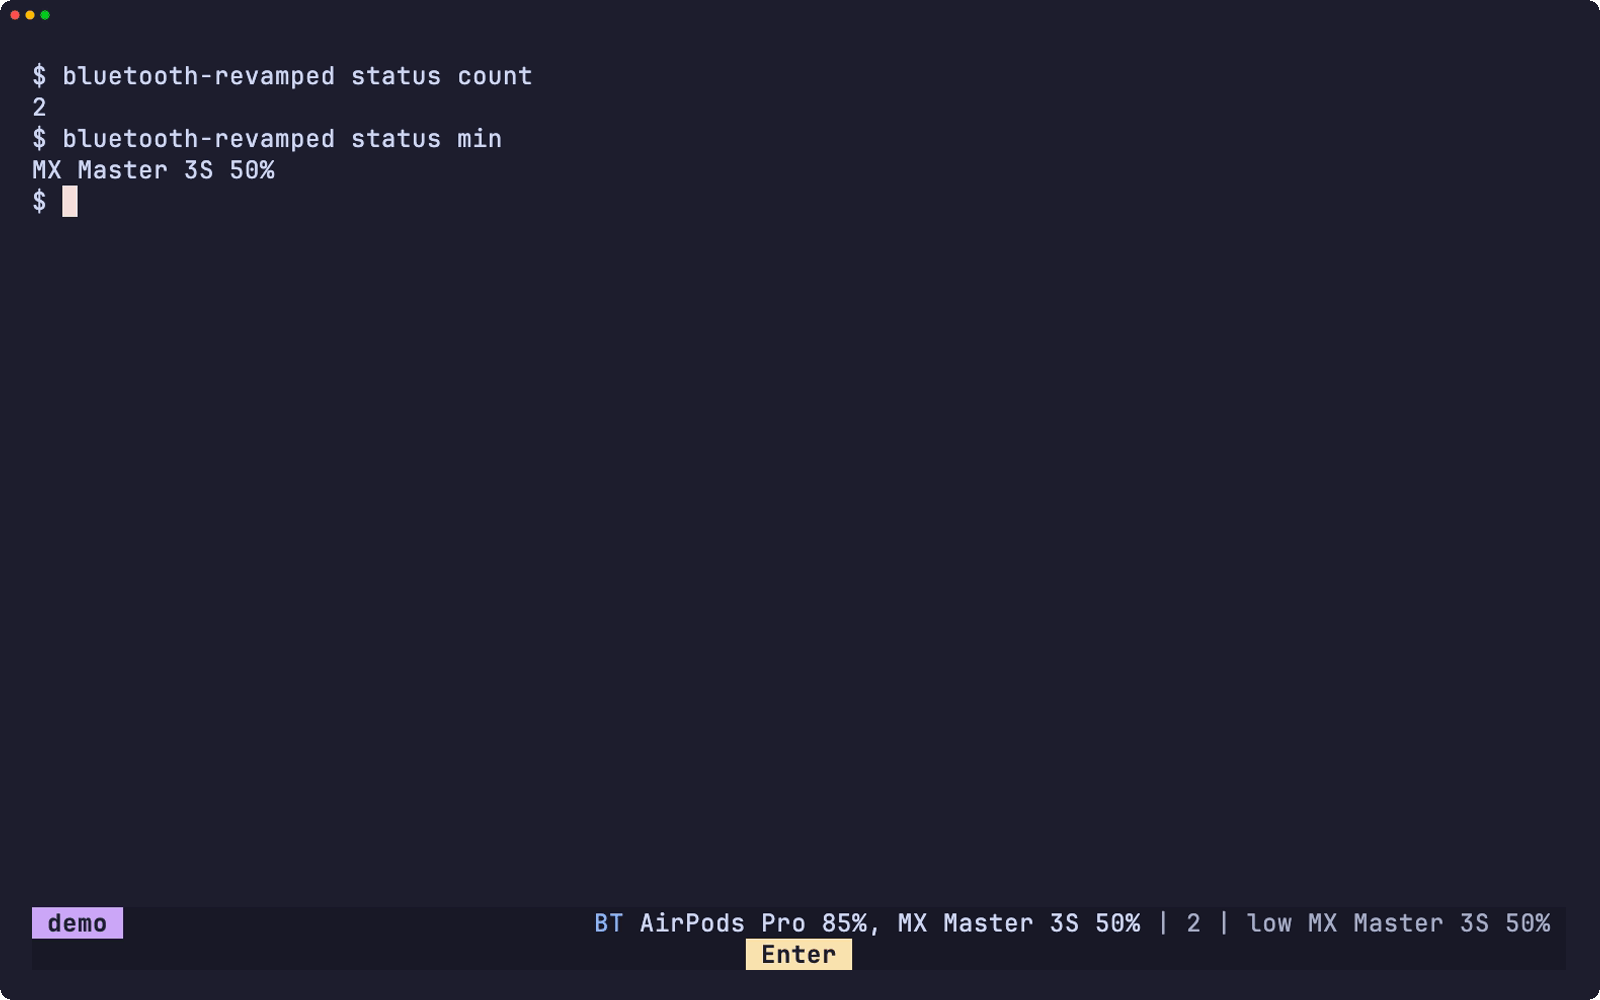 $ bluetooth-revamped status count
2
$ bluetooth-revamped status min
MX Master 3S 50%
$
demo BT AirPods Pro 85%, MX Master 3S 50% | 2 | low MX Master 3S 50%
Enter